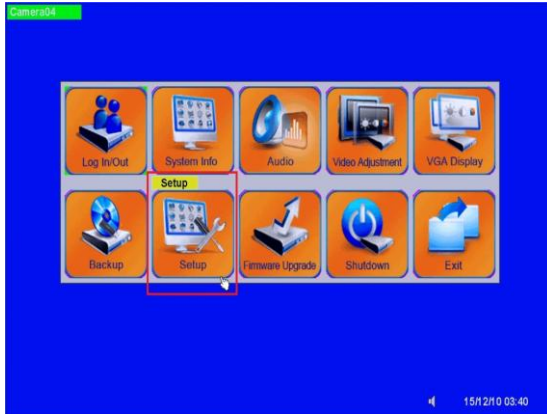 Camera04
Log In/Out
System Info
Audio
Video Adjustment
VGA Display
Setup
Backup
Setup
Firmware Upgrade
Shutdown
Exit
15/12/10 03:40